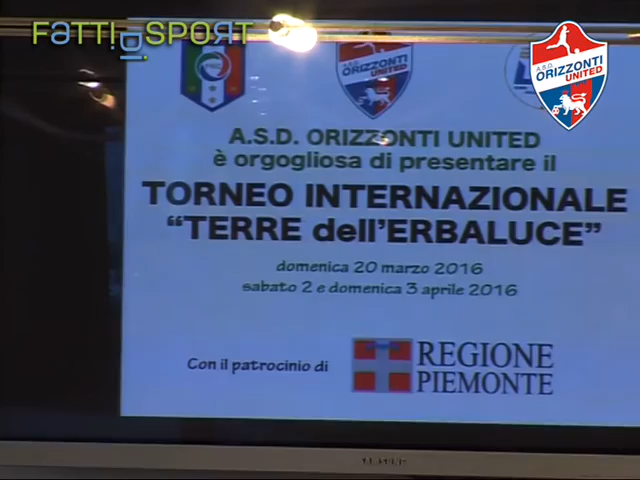 FATTI di SPORT
A.S.D.
ORIZZONTI
UNITED
ORIZZONTI
UNITED
A.S.D. ORIZZONTI UNITED
è orgogliosa di presentare il
TORNEO INTERNAZIONALE
“TERRE dell'ERBALUCE”
domenica 20 marzo 2016
sabato 2 e domenica 3 aprile 2016
Con il patrocinio di
REGIONE
PIEMONTE